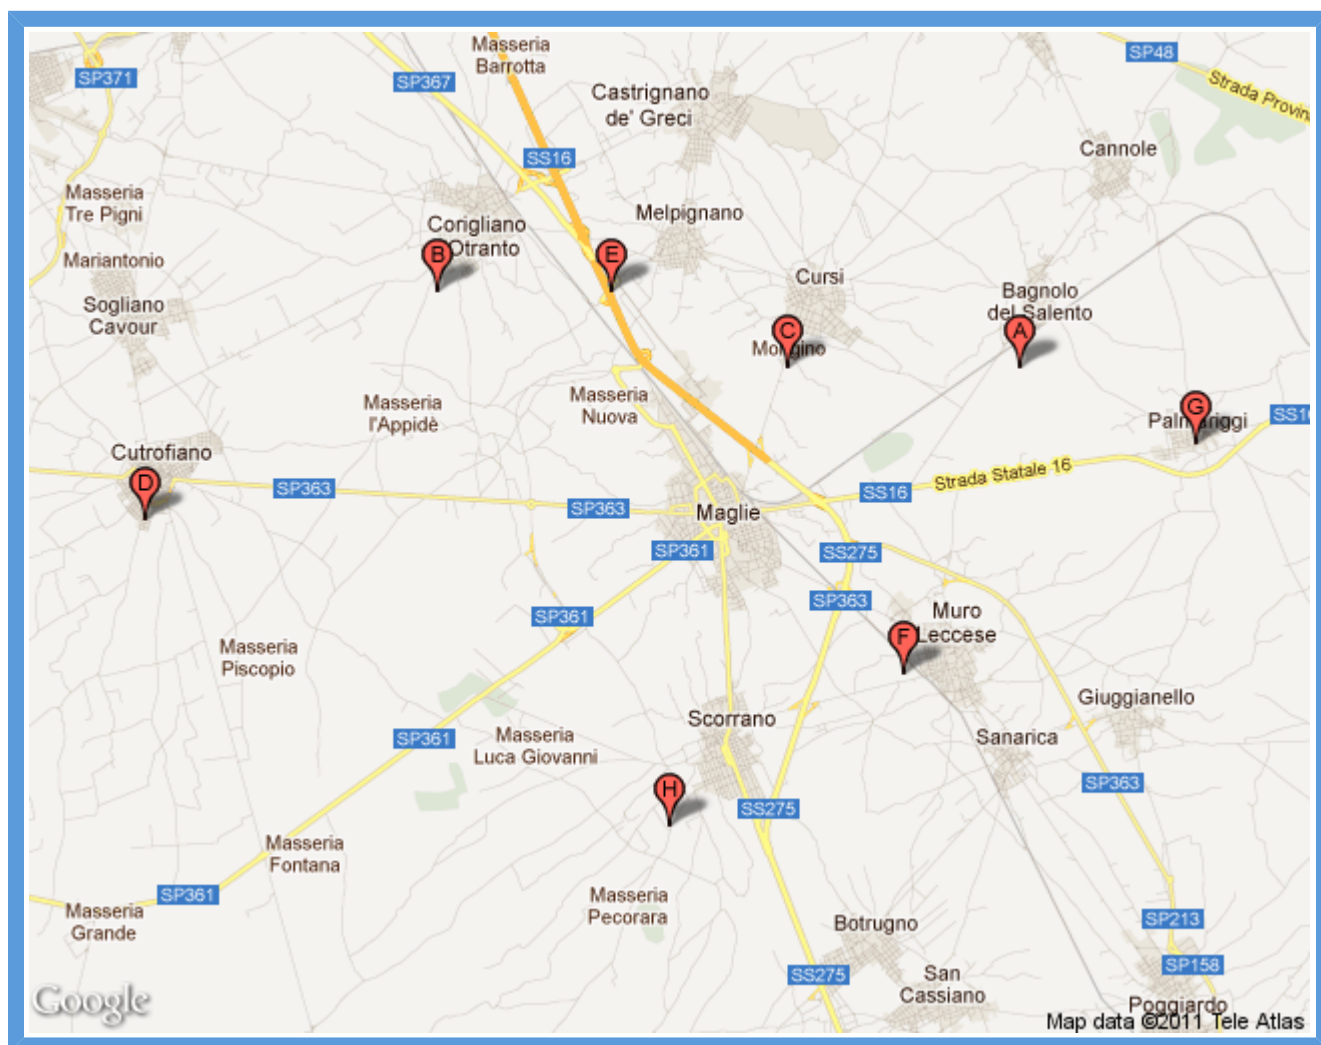 Masseria
Barrotta
SP371
SP367
SP48
Strada Provin
Castrignano
de' Greci
SS16
Cannole
Masseria
Tre Pigni
Corigliano
Otranto
Melpignano
B
E
Mariantonio
Cursi
Sogliano
Cavour
Bagnolo
del Salento
C
A
Masseria
l'Appidè
Masseria
Nuova
G
SS16
Cutrofiano
D
SP363
SP363
Maglie
SS16
Strada Statale 16
SP361
SS275
SP361
SP363
Muro
Leccese
F
Masseria
Piscopio
Giuggianello
Scorrano
Sanarica
SP361
Masseria
Luca Giovanni
H
SS275
SP363
Masseria
Fontana
SP361
Masseria
Grande
Masseria
Pecorara
Botrugno
SP213
SS275
San
Cassiano
SP158
Poggiardo
Google
Map data ©2011 Tele Atlas